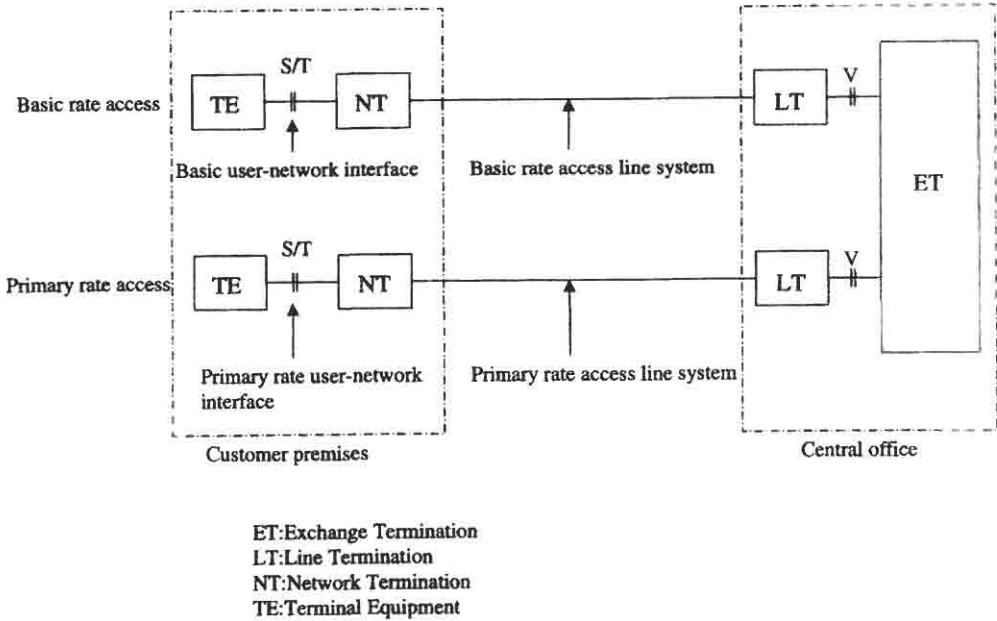 S/T
V
Basic rate access
TE
NT
LT
Basic user-network interface
Basic rate access line system
ET
S/T
V
Primary rate access
TE
NT
LT
Primary rate user-network
interface
Primary rate access line system
Customer premises
Central office
ET:Exchange Termination
LT:Line Termination
NT:Network Termination
TE:Terminal Equipment